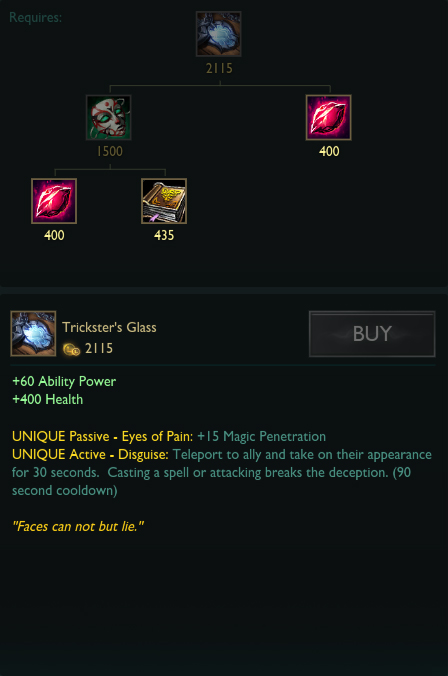 Requires:
2115
1500
400
400
435
Trickster's Glass
2115
BUY
+60 Ability Power
+400 Health
UNIQUE Passive - Eyes of Pain: +15 Magic Penetration
UNIQUE Active - Disguise: Teleport to ally and take on their appearance
for 30 seconds.  Casting a spell or attacking breaks the deception. (90
second cooldown)
"Faces can not but lie."